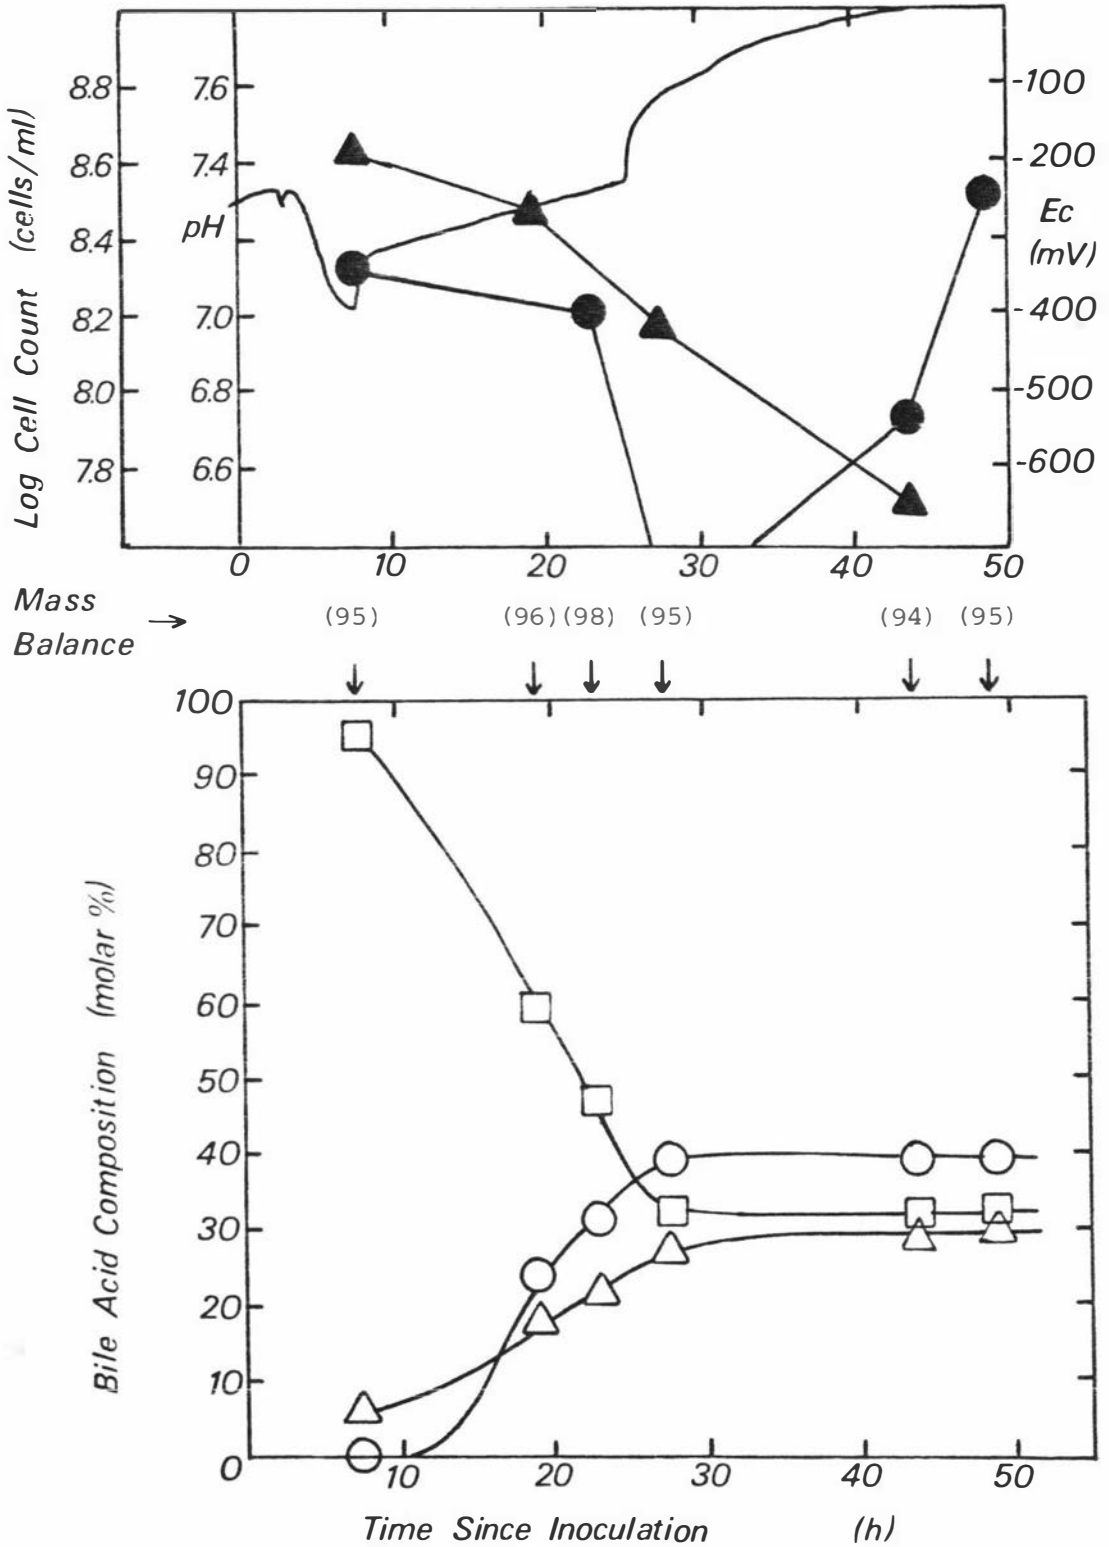 8.8 7.6 -100
8.6 7.4 -200
pH Ec
8.4 (mV)
8.2 7.0 -400
8.0 6.8 -500
7.8 6.6 -600
Log Cell Count (cells/ml)
0 10 20 30 40 50
Mass
Balance → (95) (96) (98) (95) (94) (95)
100
90
80
70
60
50
40
30
20
10
0
Bile Acid Composition (molar %)
10 20 30 40 50
Time Since Inoculation (h)